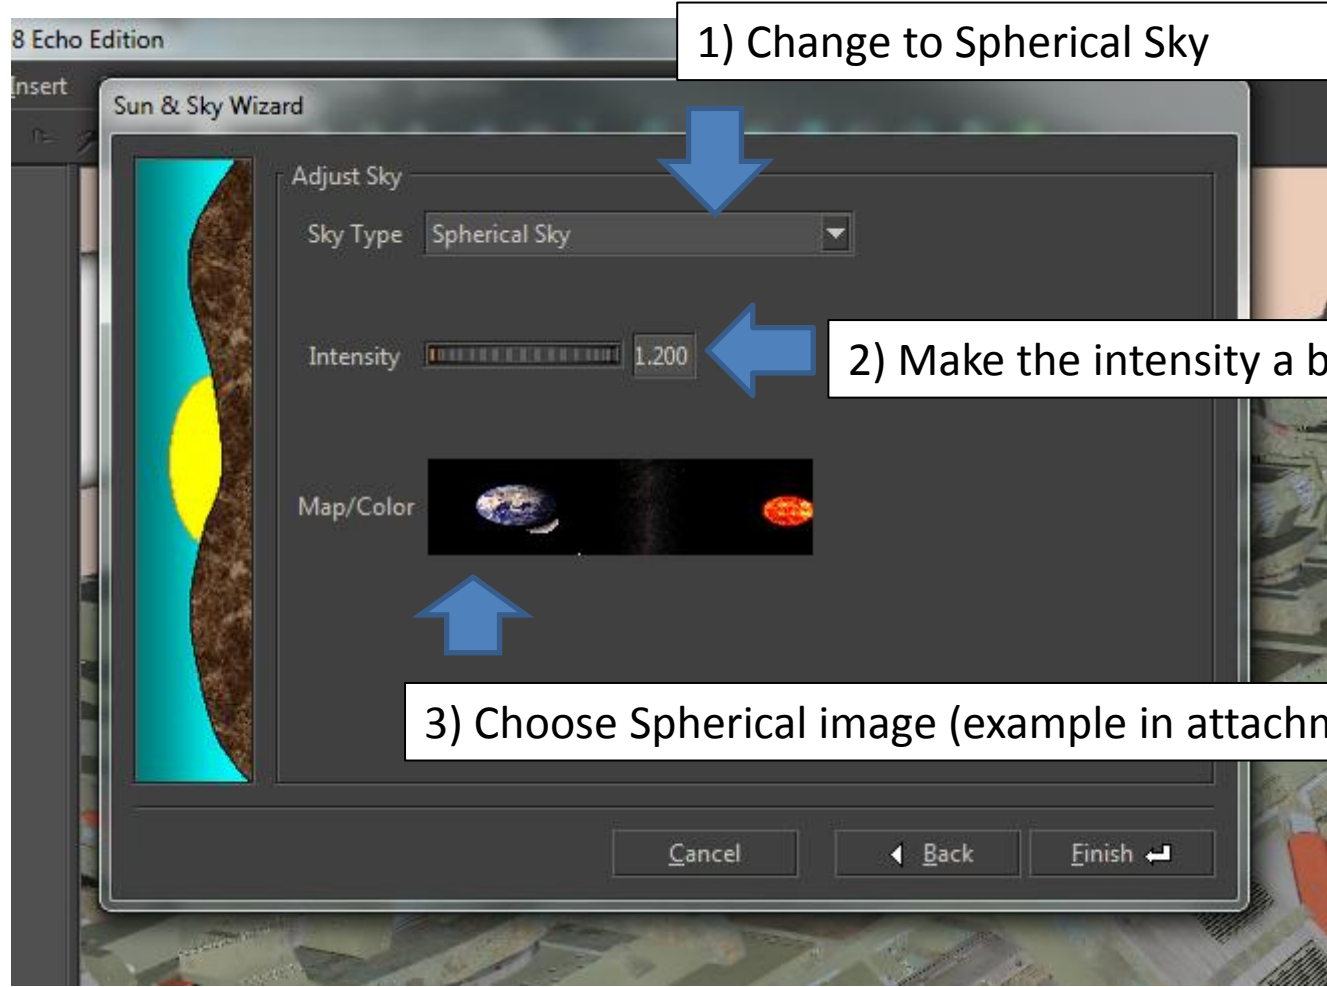 8 Echo Edition
1) Change to Spherical Sky
Insert
Sun & Sky Wizard
Adjust Sky
Sky Type Spherical Sky
Intensity 1.200
2) Make the intensity a b
Map/Color
3) Choose Spherical image (example in attachm
Cancel Back Finish